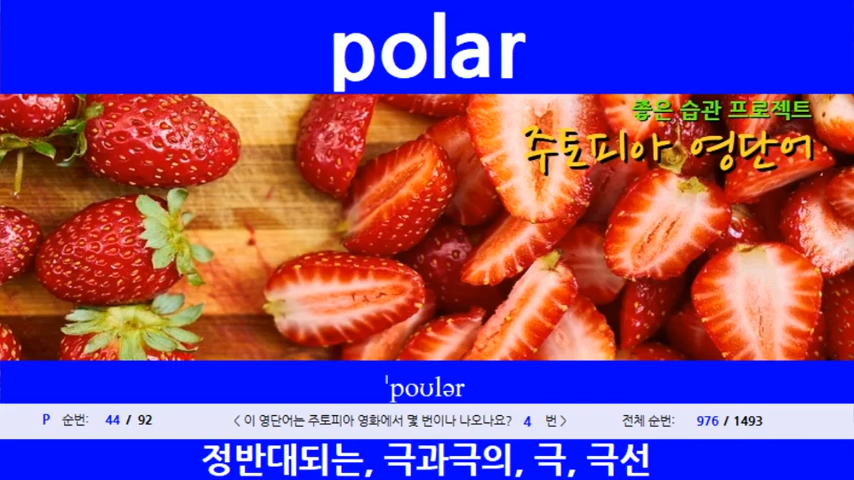 polar
좋은 습관 프로젝트
주토피아 영단어
ˈpoʊlər
P 순번: 44 / 92 < 이 영단어는 주토피아 영화에서 몇 번이나 나오나요? 4 번 > 전체 순번: 976 / 1493
정반대되는, 극과극의, 극, 극선